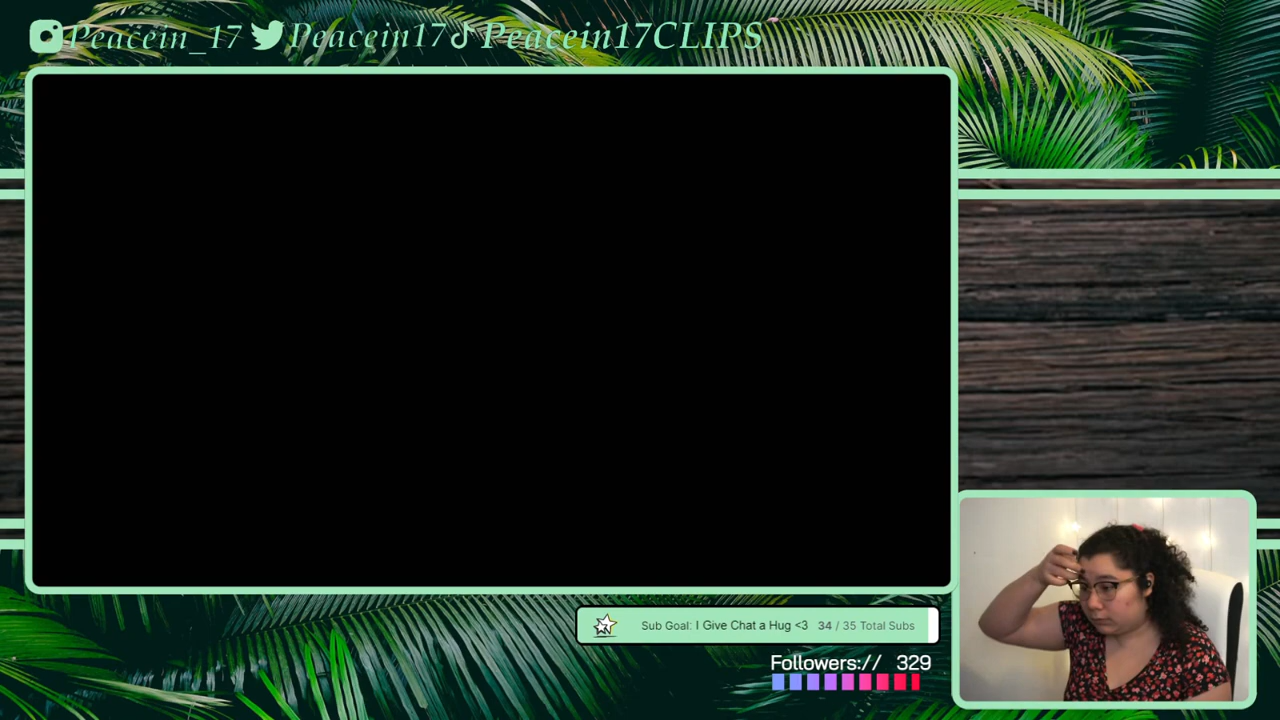 Peacein_17 Peacein17 Peacein17CLIPS
Sub Goal: I Give Chat a Hug <3 34 / 35 Total Subs
Followers:// 329